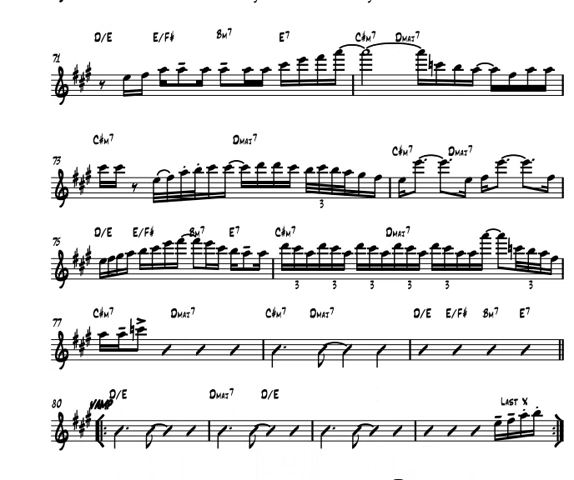 D/E E/F# Bm7 E7 C#m7 Dmaj7
71
C#m7 Dmaj7 C#m7 Dmaj7
73
3
D/E E/F# Bm7 E7 C#m7 Dmaj7
75
3 3 3 3 3 3
C#m7 Dmaj7 C#m7 Dmaj7 D/E E/F# Bm7 E7
77
80 VAMP D/E Dmaj7 D/E Last x